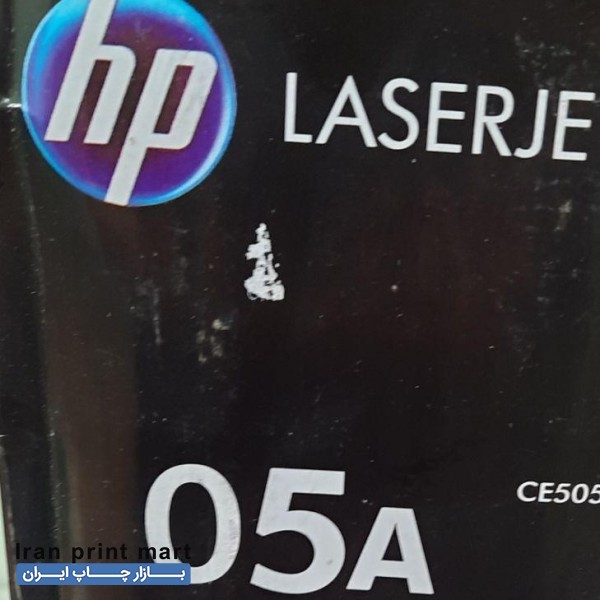 hp
LASERJE
CE505
05A
Iran print mart
بازار چاپ ایران